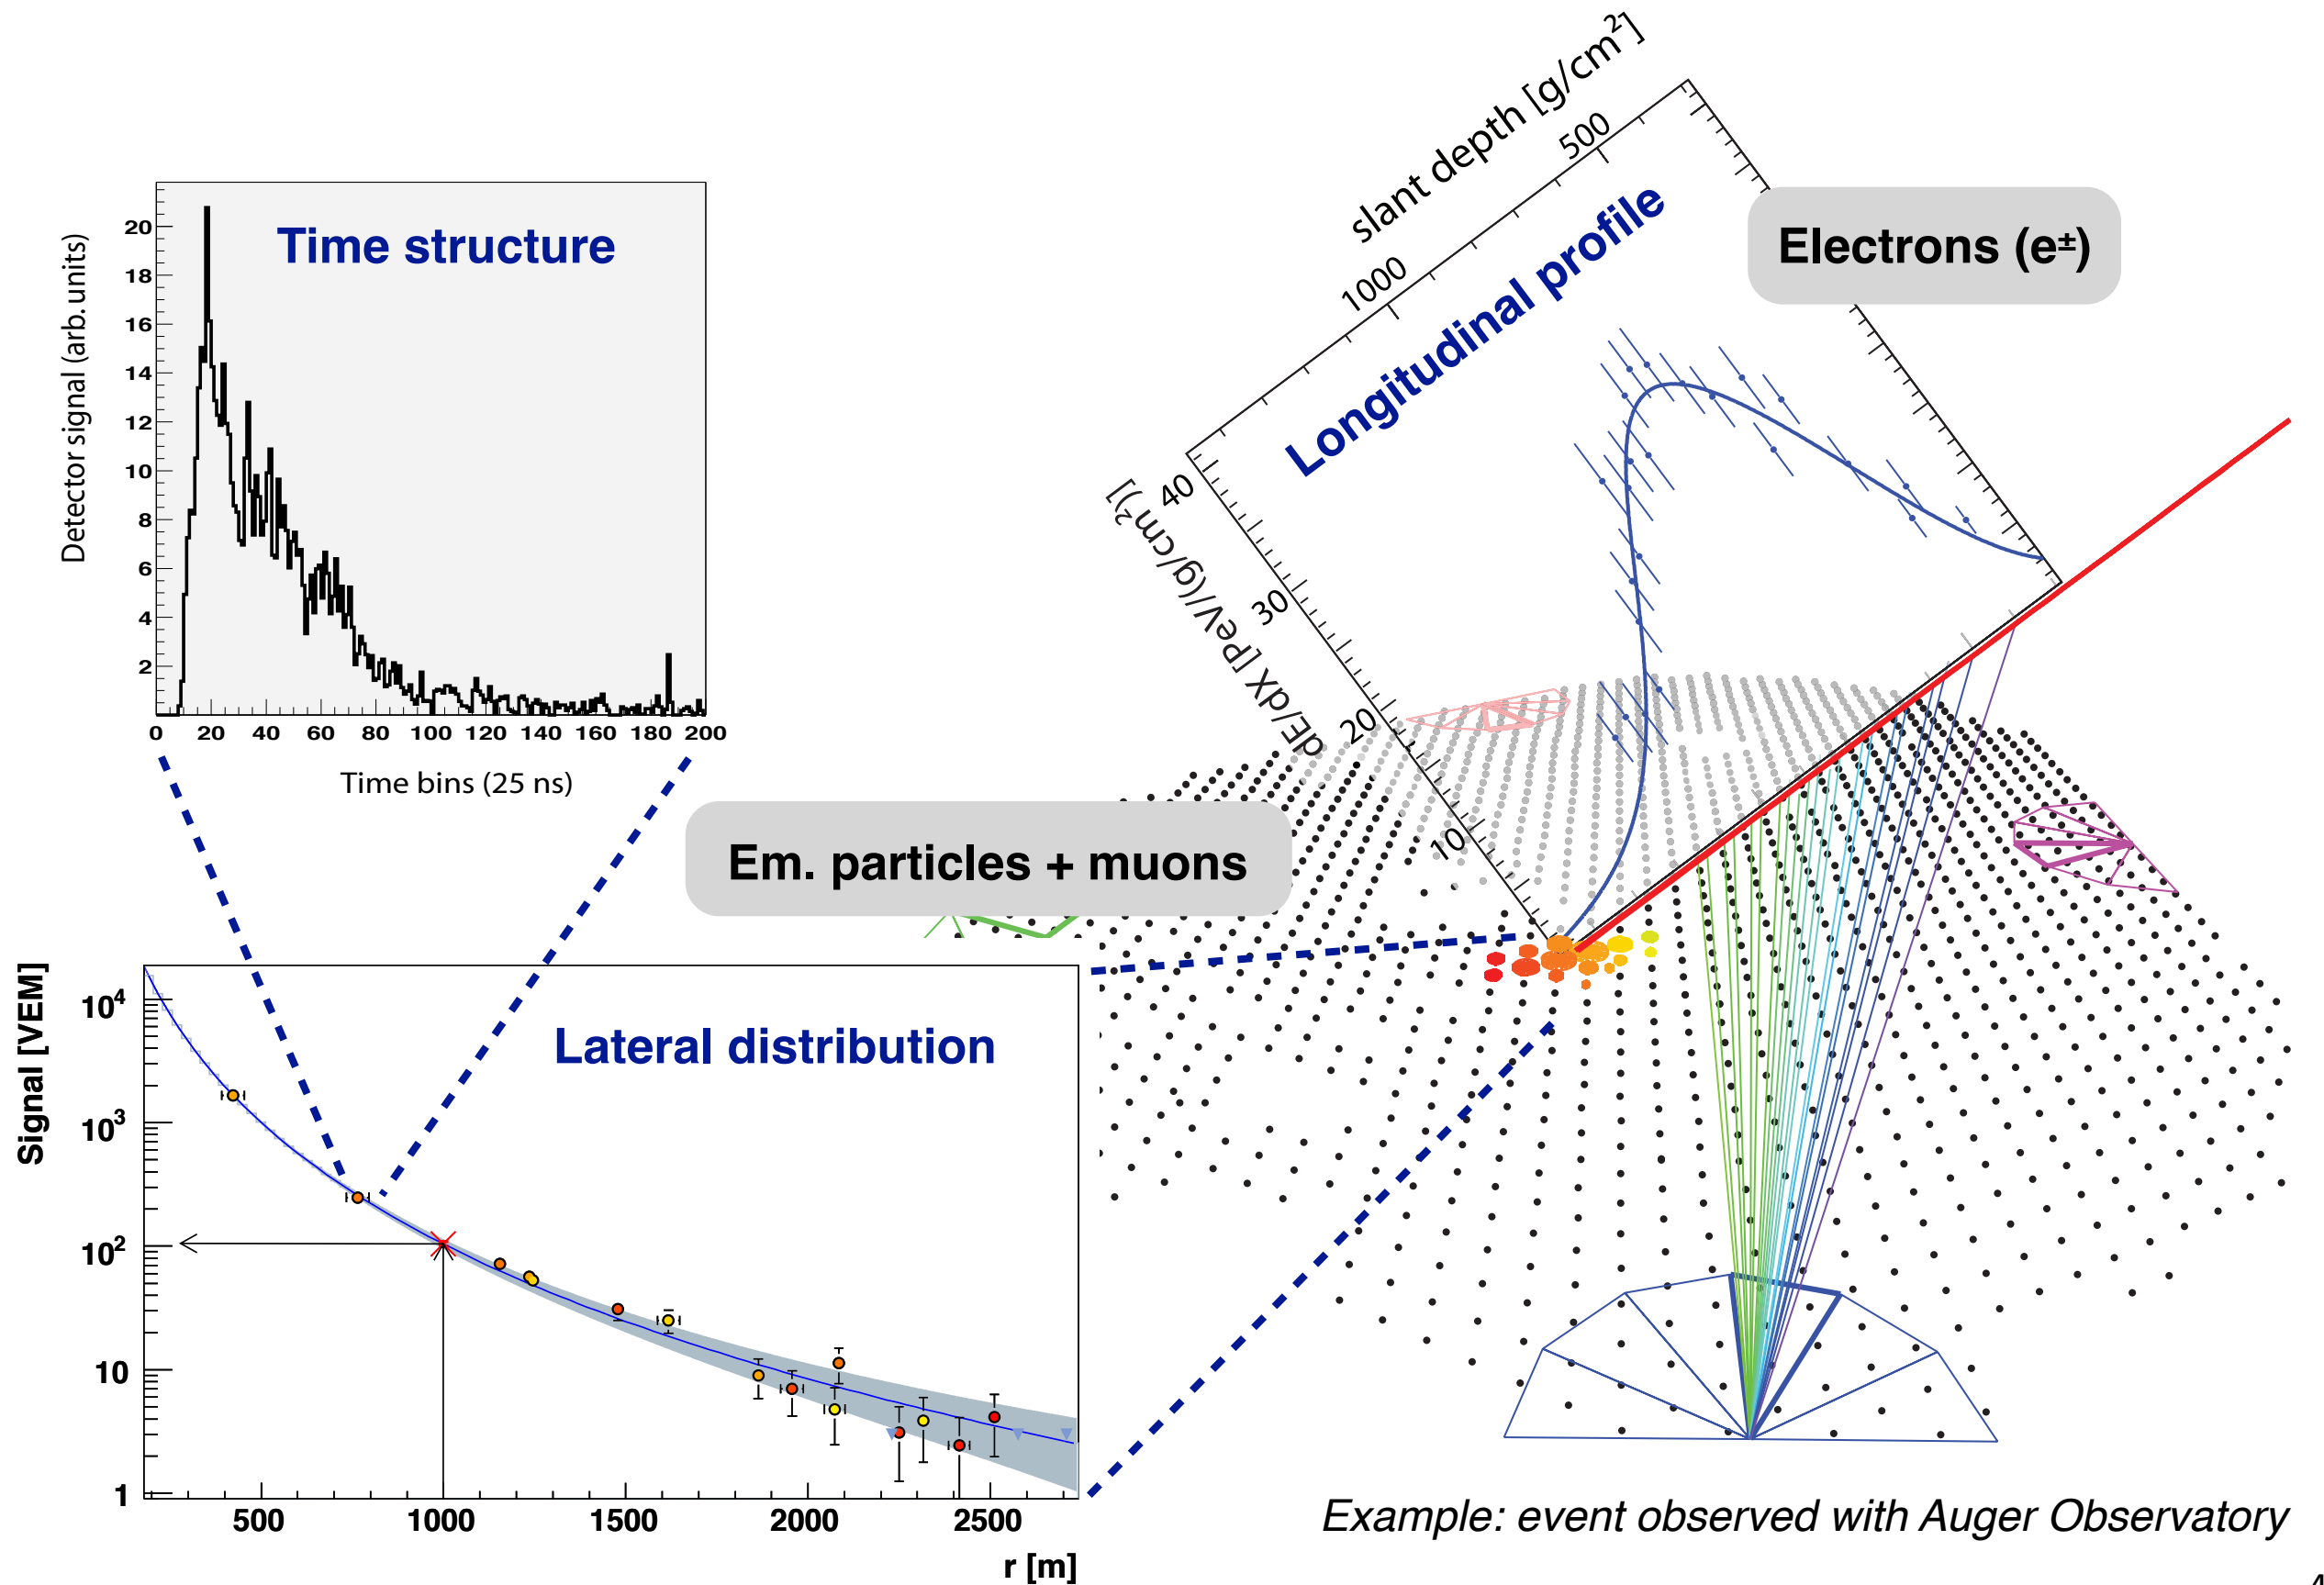 slant depth [g/cm²]
500
1000
Longitudinal profile
Electrons (e±)
40
30
20
10
dE/dX [PeV/(g/cm²)]
Time structure
Detector signal (arb. units)
20
18
16
14
12
10
8
6
4
2
0 20 40 60 80 100 120 140 160 180 200
Time bins (25 ns)
Em. particles + muons
Lateral distribution
Signal [VEM]
10⁴
10³
10²
10
1
500 1000 1500 2000 2500
r [m]
Example: event observed with Auger Observatory